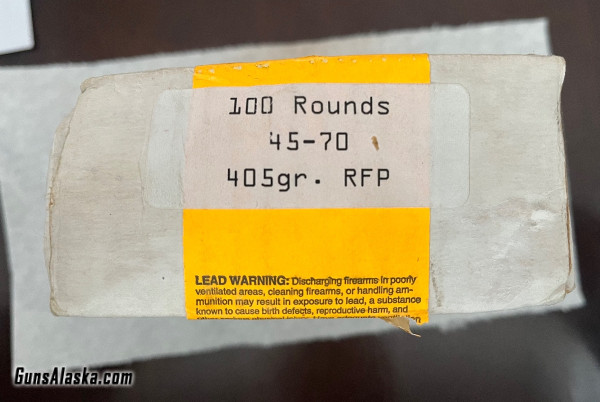 100 Rounds
45-70
405gr. RFP
LEAD WARNING: Discharging firearms in poorly
ventilated areas, cleaning firearms, or handling am-
munition may result in exposure to lead, a substance
known to cause birth defects, reproductive harm, and
GunsAlaska.com